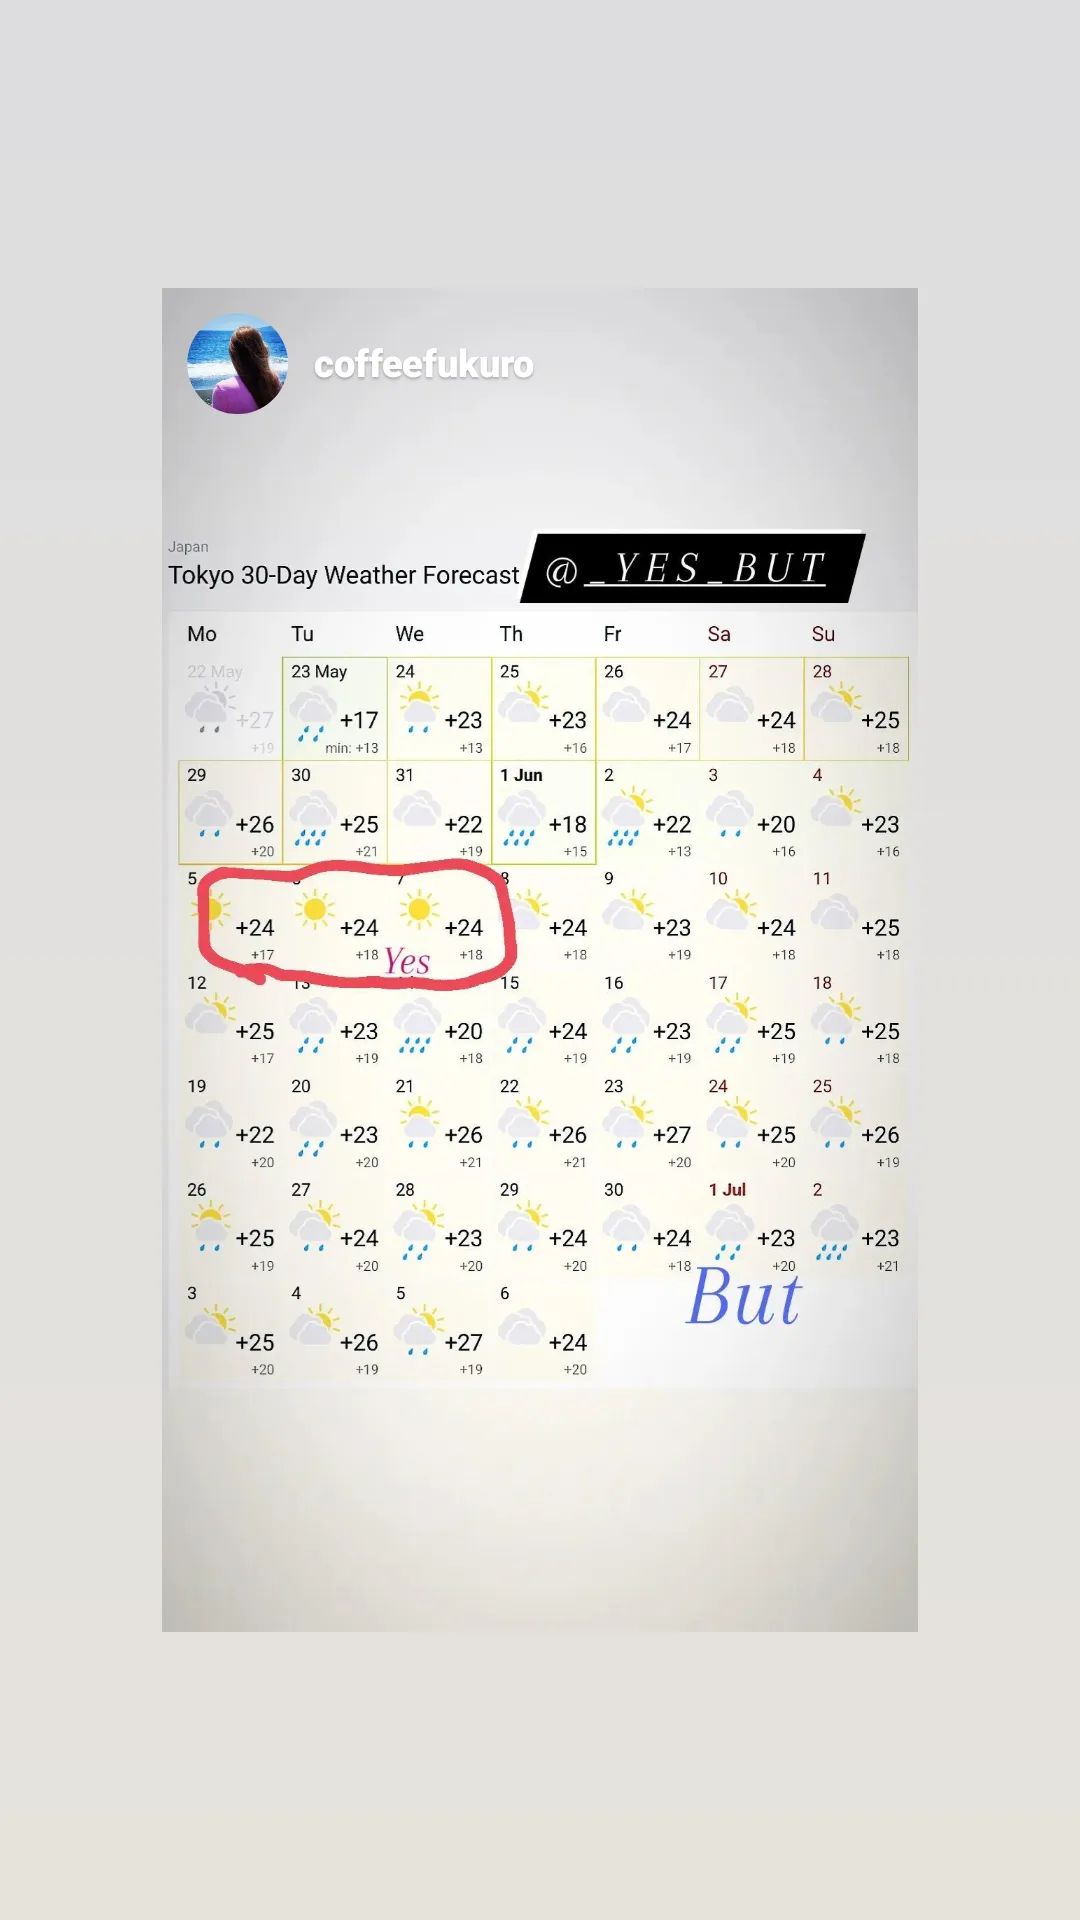 coffeefukuro
Japan
Tokyo 30-Day Weather Forecast
@_YES_BUT
Mo Tu We Th Fr Sa Su
22 May 23 May 24 25 26 27 28
+27 +17 +23 +23 +24 +24 +25
+19 min: +13 +13 +16 +17 +18 +18
29 30 31 1 Jun 2 3 4
+26 +25 +22 +18 +22 +20 +23
+20 +21 +19 +15 +13 +16 +16
5 7 8 9 10 11
+24 +24 +24 +24 +23 +24 +25
+17 +18 +18 +18 +19 +18 +18
Yes
12 13 15 16 17 18
+25 +23 +20 +24 +23 +25 +25
+17 +19 +18 +19 +19 +19 +18
19 20 21 22 23 24 25
+22 +23 +26 +26 +27 +25 +26
+20 +20 +21 +21 +20 +20 +19
26 27 28 29 30 1 Jul 2
+25 +24 +23 +24 +24 +23 +23
+19 +20 +20 +20 +18 +20 +21
But
3 4 5 6
+25 +26 +27 +24
+20 +19 +19 +20